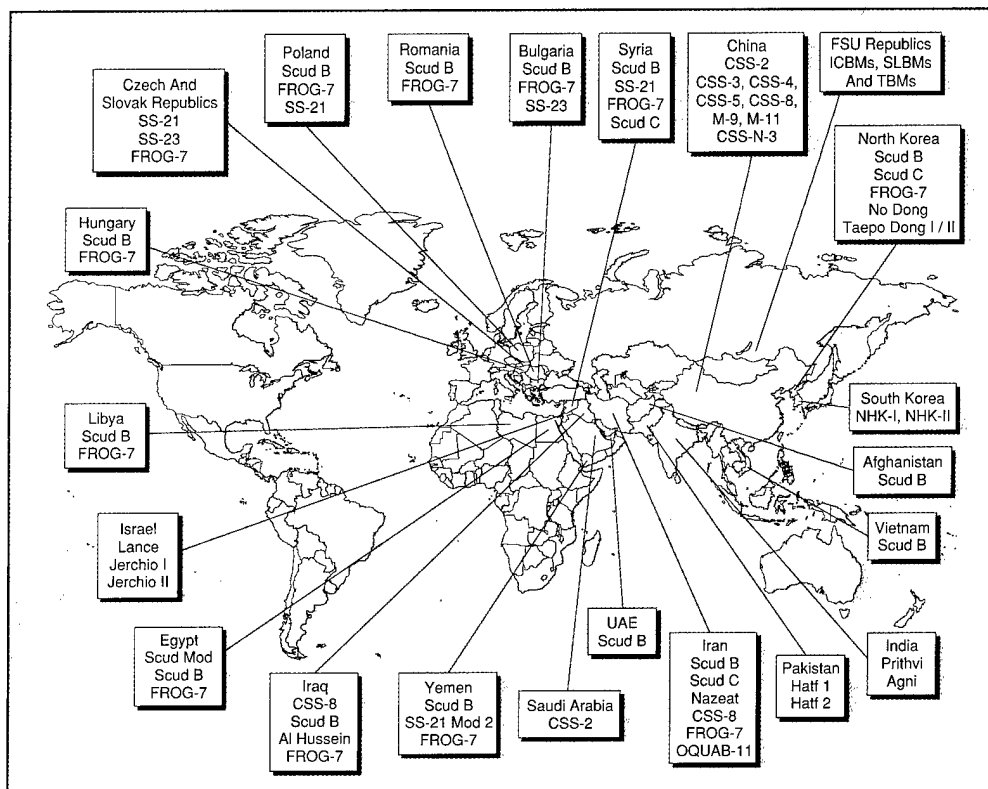 Poland
Scud B
FROG-7
SS-21
Romania
Scud B
FROG-7
Bulgaria
Scud B
FROG-7
SS-23
Syria
Scud B
SS-21
FROG-7
Scud C
China
CSS-2
CSS-3, CSS-4,
CSS-5, CSS-8,
M-9, M-11
CSS-N-3
FSU Republics
ICBMs, SLBMs
And TBMs
Czech And
Slovak Republics
SS-21
SS-23
FROG-7
North Korea
Scud B
Scud C
FROG-7
No Dong
Taepo Dong I / II
Hungary
Scud B
FROG-7
South Korea
NHK-I, NHK-II
Libya
Scud B
FROG-7
Afghanistan
Scud B
Israel
Lance
Jerchio I
Jerchio II
Vietnam
Scud B
Egypt
Scud Mod
Scud B
FROG-7
Iraq
CSS-8
Scud B
Al Hussein
FROG-7
Yemen
Scud B
SS-21 Mod 2
FROG-7
Saudi Arabia
CSS-2
UAE
Scud B
Iran
Scud B
Scud C
Nazeat
CSS-8
FROG-7
OQUAB-11
Pakistan
Hatf 1
Hatf 2
India
Prithvi
Agni